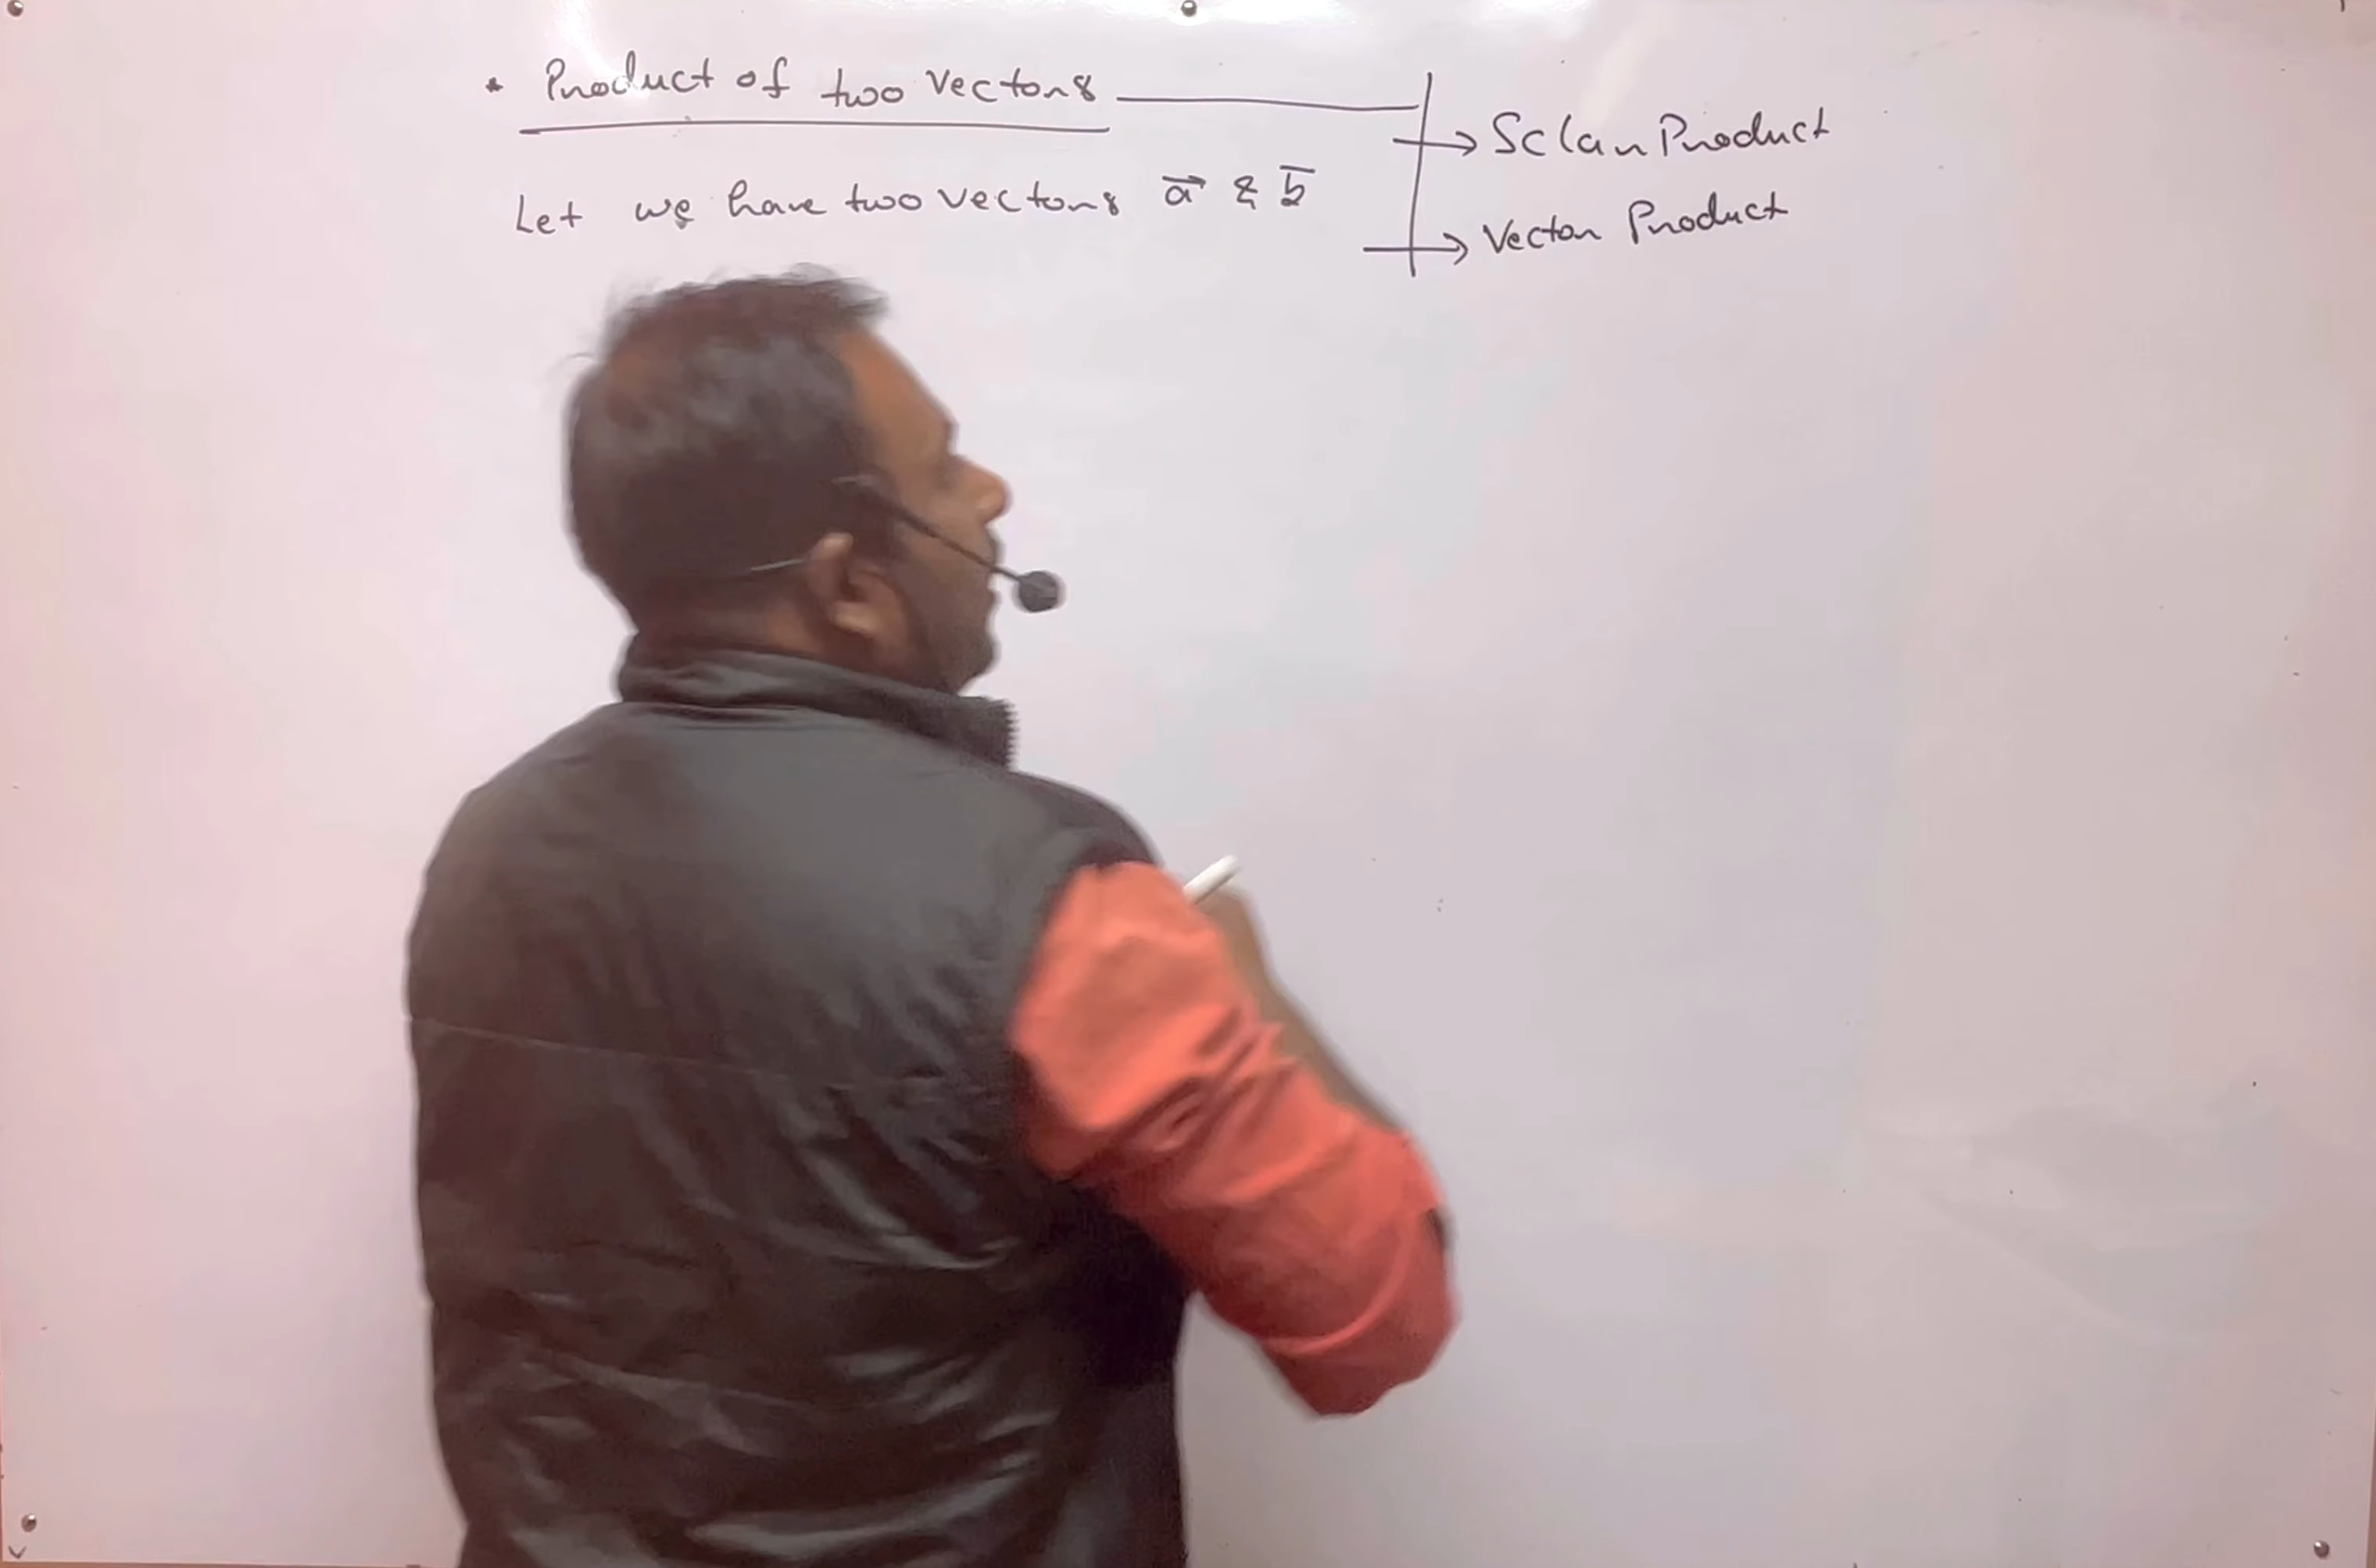 * Product of two vectors
→ Sclar Product
Let we have two vectors a⃗ & b̅
→ Vector Product